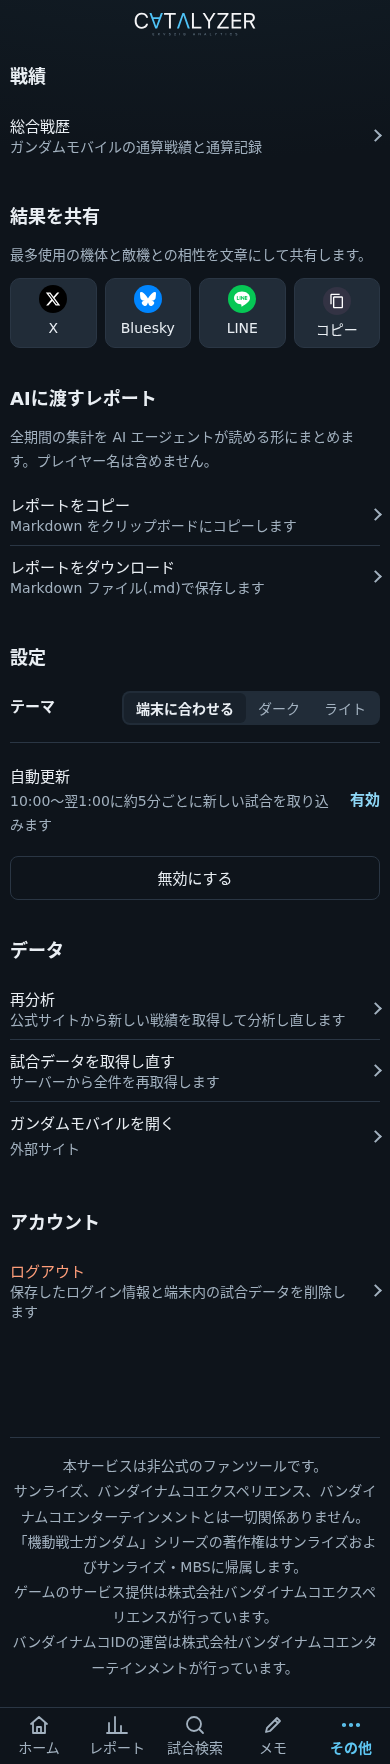 C∀TΛLYZER
戦績
総合戦歴
ガンダムモバイルの通算戦績と通算記録
結果を共有
最多使用の機体と敵機との相性を文章にして共有します。
X
Bluesky
LINE
コピー
AIに渡すレポート
全期間の集計を AI エージェントが読める形にまとめま
す。プレイヤー名は含めません。
レポートをコピー
Markdown をクリップボードにコピーします
レポートをダウンロード
Markdown ファイル(.md)で保存します
設定
テーマ
端末に合わせる
ダーク
ライト
自動更新
10:00〜翌1:00に約5分ごとに新しい試合を取り込
みます
有効
無効にする
データ
再分析
公式サイトから新しい戦績を取得して分析し直します
試合データを取得し直す
サーバーから全件を再取得します
ガンダムモバイルを開く
外部サイト
アカウント
ログアウト
保存したログイン情報と端末内の試合データを削除し
ます
本サービスは非公式のファンツールです。
サンライズ、バンダイナムコエクスペリエンス、バンダイ
ナムコエンターテインメントとは一切関係ありません。
「機動戦士ガンダム」シリーズの著作権はサンライズおよ
びサンライズ・MBSに帰属します。
ゲームのサービス提供は株式会社バンダイナムコエクスペ
リエンスが行っています。
バンダイナムコIDの運営は株式会社バンダイナムコエンタ
ーテインメントが行っています。
ホーム
レポート
試合検索
メモ
その他